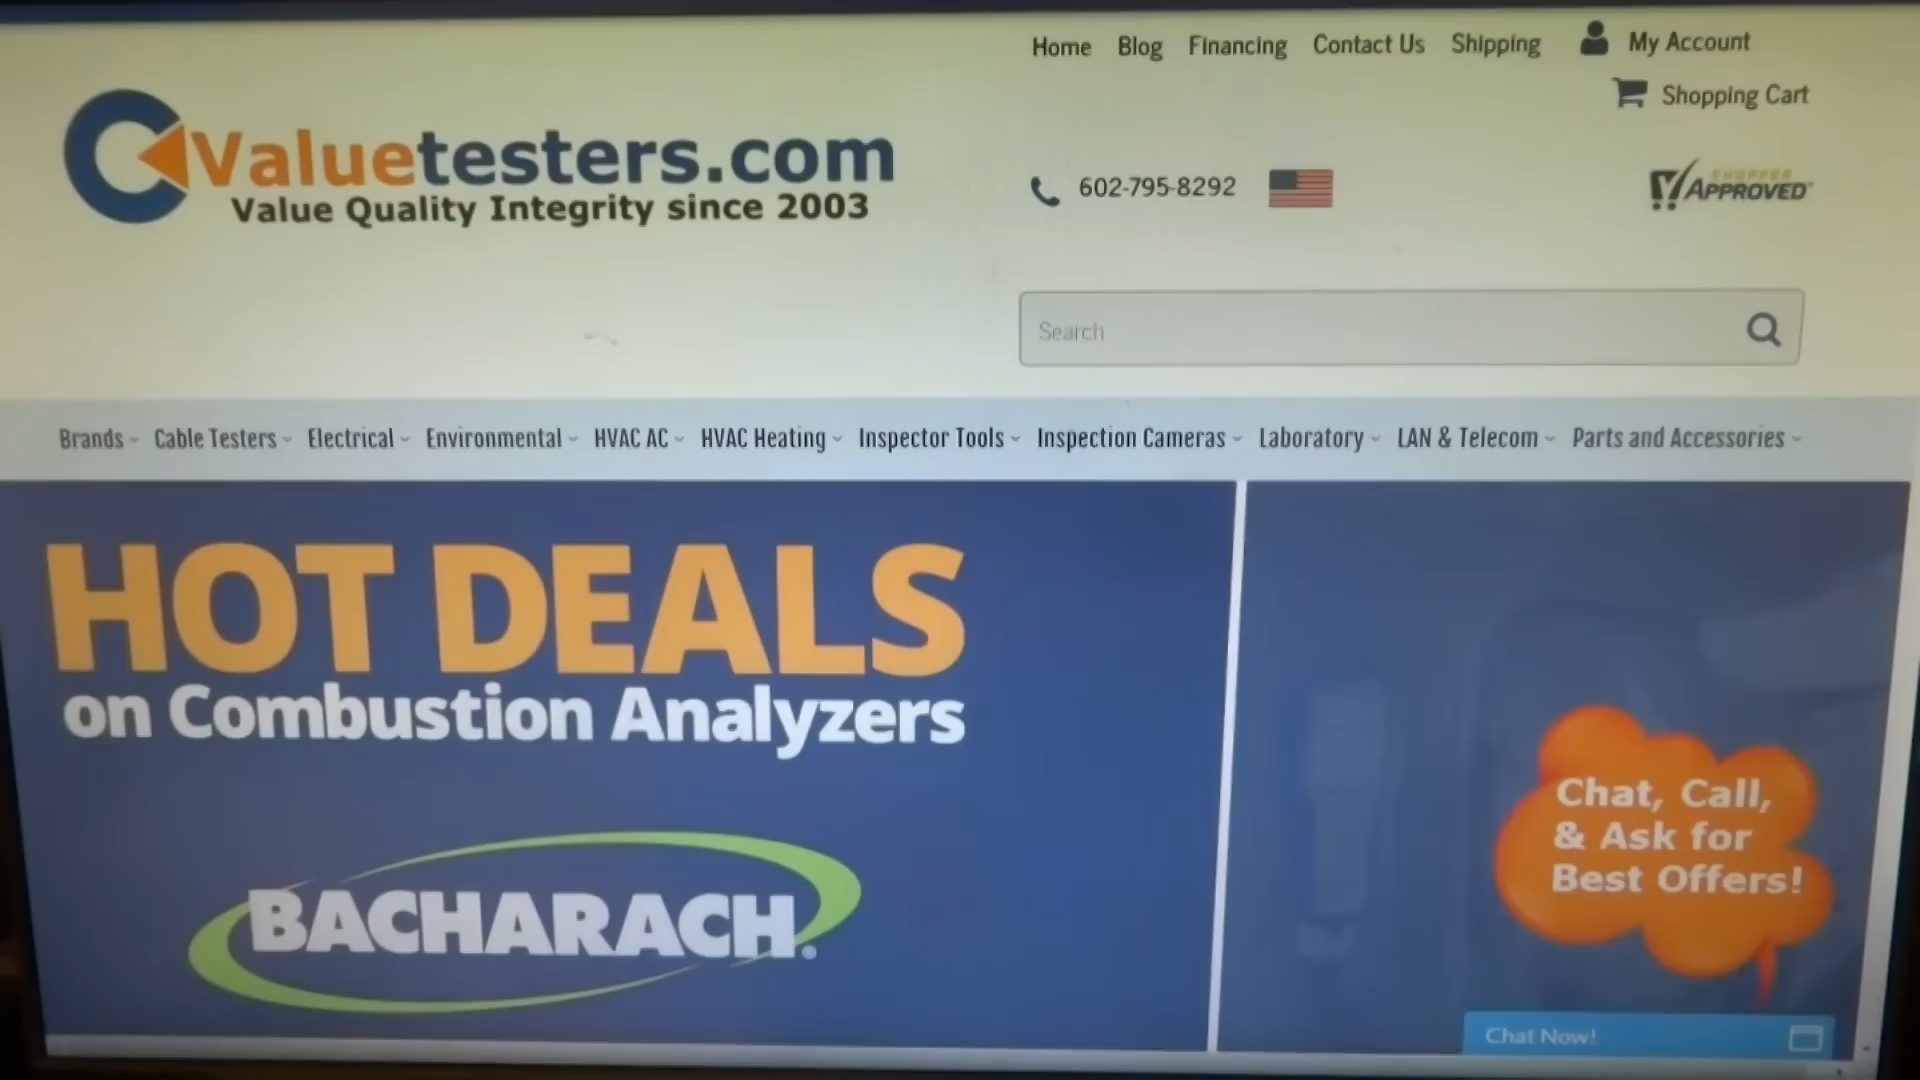 Home Blog Financing Contact Us Shipping My Account
Shopping Cart
Valuetesters.com
Value Quality Integrity since 2003
602-795-8292
SHOPPER
APPROVED
Search
Brands Cable Testers Electrical Environmental HVAC AC HVAC Heating Inspector Tools Inspection Cameras Laboratory LAN & Telecom Parts and Accessories
HOT DEALS
on Combustion Analyzers
BACHARACH.
Chat, Call,
& Ask for
Best Offers!
Chat Now!